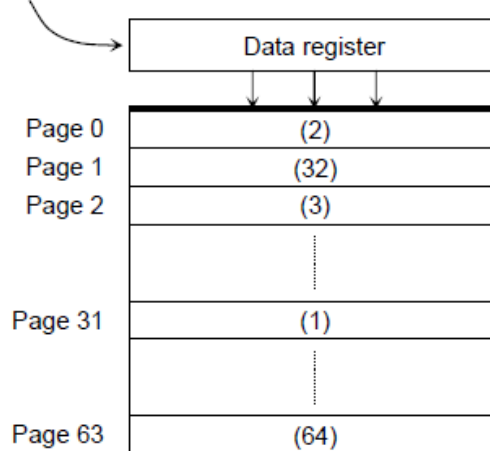 Data register
Page 0 (2)
Page 1 (32)
Page 2 (3)
Page 31 (1)
Page 63 (64)